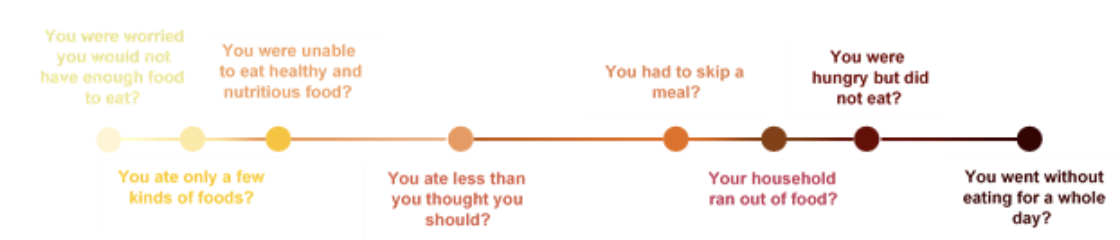 You were worried
you would not
have enough food
to eat?
You ate only a few
kinds of foods?
You were unable
to eat healthy and
nutritious food?
You ate less than
you thought you
should?
You had to skip a
meal?
Your household
ran out of food?
You were
hungry but did
not eat?
You went without
eating for a whole
day?